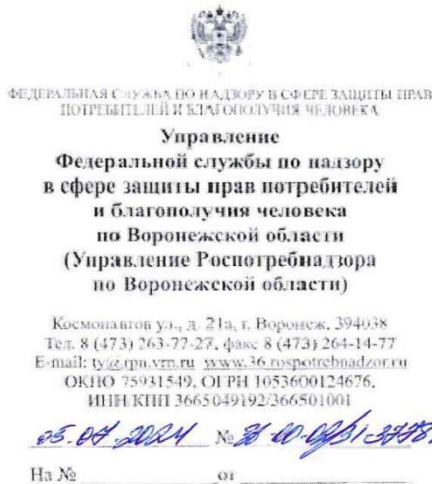 ФЕДЕРАЛЬНАЯ СЛУЖБА ПО НАДЗОРУ В СФЕРЕ ЗАЩИТЫ ПРАВ
ПОТРЕБИТЕЛЕЙ И БЛАГОПОЛУЧИЯ ЧЕЛОВЕКА
Управление
Федеральной службы по надзору
в сфере защиты прав потребителей
и благополучия человека
по Воронежской области
(Управление Роспотребнадзора
по Воронежской области)
Космонавтов ул., д. 21а, г. Воронеж, 394038
Тел. 8 (473) 263-77-27, факс 8 (473) 264-14-77
E-mail: ty@rpn.vrn.ru www.36.rospotrebnadzor.ru
ОКПО 75931549, ОГРН 1053600124676,
ИНН/КПП 3665049192/366501001
05.07.2024 №
На № от